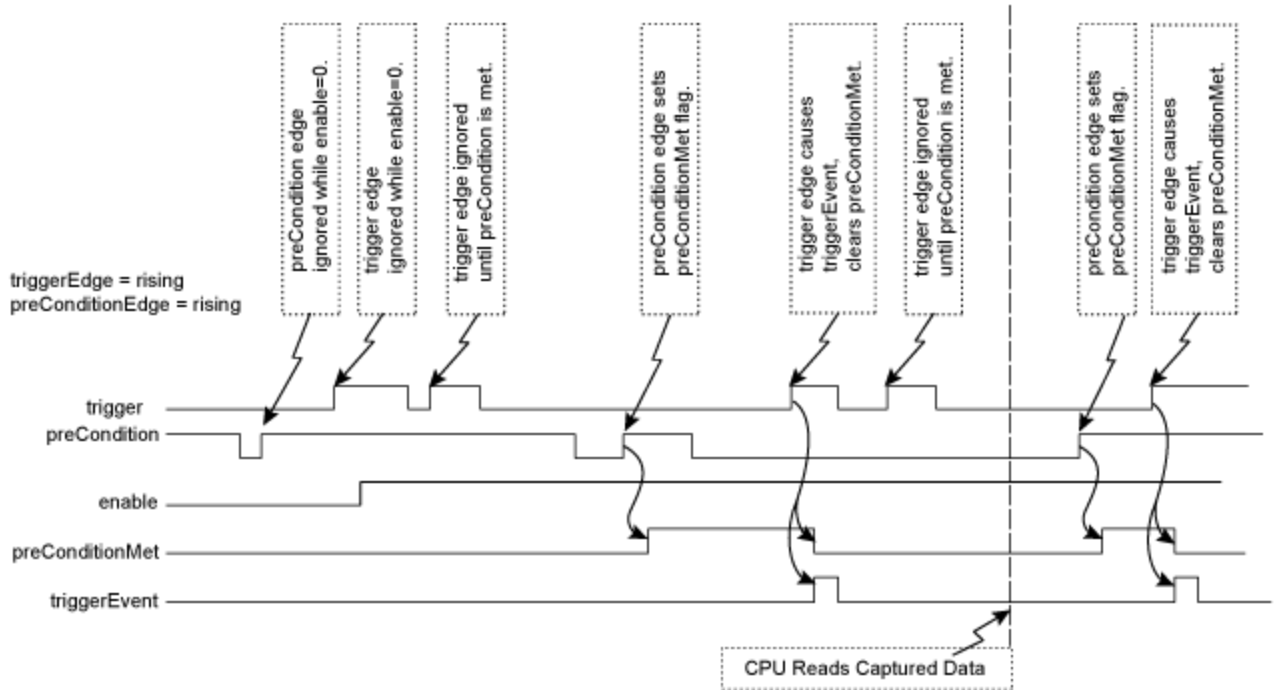 preCondition edge
ignored while enable=0.
trigger edge
ignored while enable=0.
trigger edge ignored
until preCondition is met.
preCondition edge sets
preConditionMet flag.
trigger edge causes
triggerEvent,
clears preConditionMet.
trigger edge ignored
until preCondition is met.
preCondition edge sets
preConditionMet flag.
trigger edge causes
triggerEvent,
clears preConditionMet.
triggerEdge = rising
preConditionEdge = rising
trigger
preCondition
enable
preConditionMet
triggerEvent
CPU Reads Captured Data